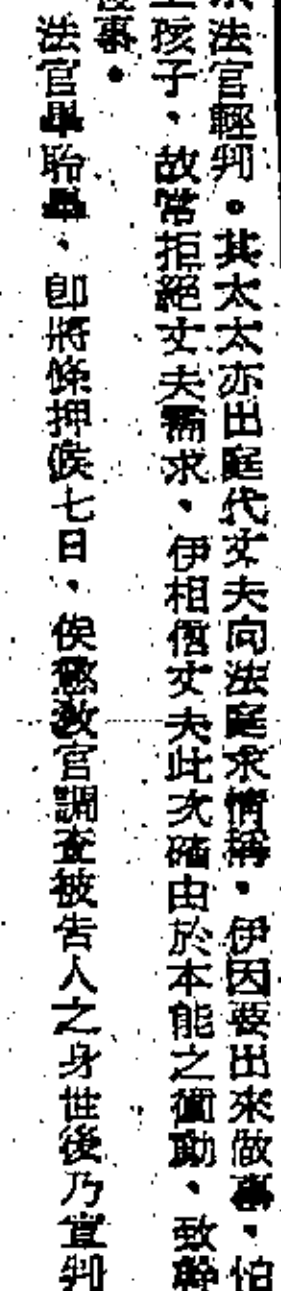 求法官輕判。其太太亦出庭代丈夫向法庭求情稱，伊因要出來做事，怕
生孩子，故常拒絕丈夫需求，伊相信丈夫此次確由於本能之衝動，致幹
事。
法官畢聆畢，即將條押候七日，俟感教官調查被告人之身世後乃宣判